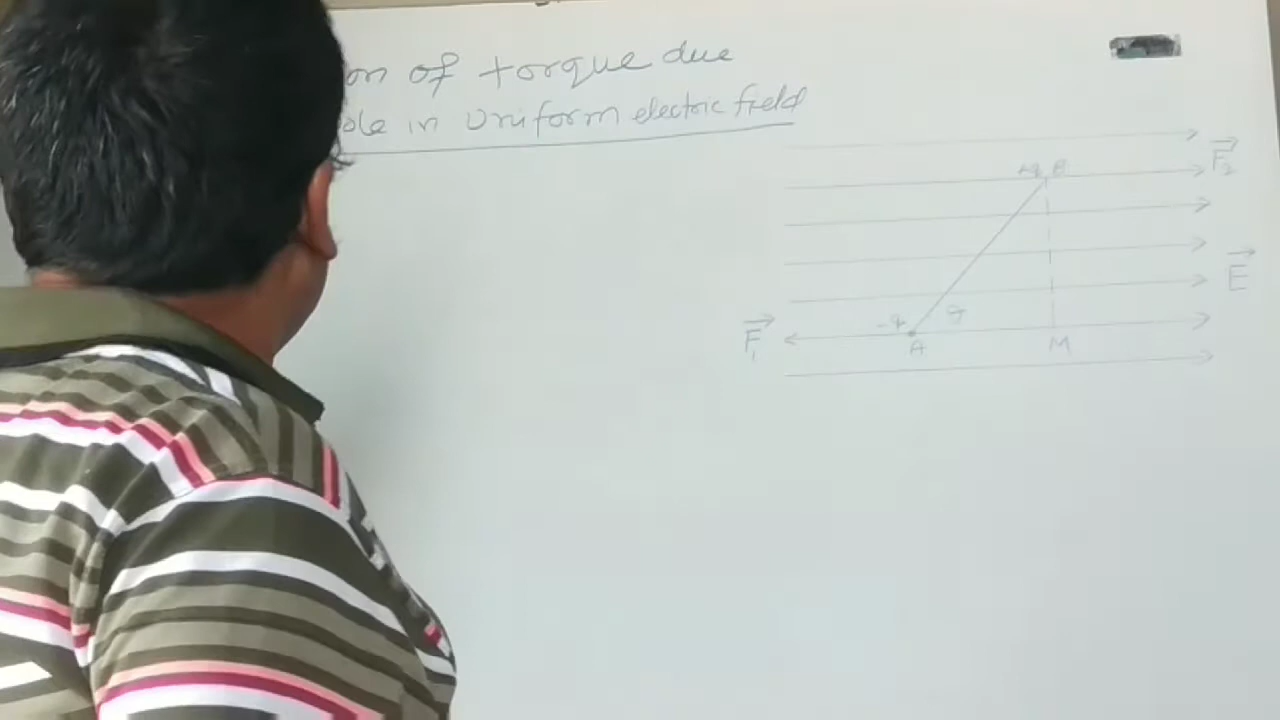 on of torque due
ole in Uniform electric field
F₂
+q B
E
F₁
-q θ
A M